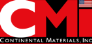 CMI
CONTINENTAL MATERIALS, INC